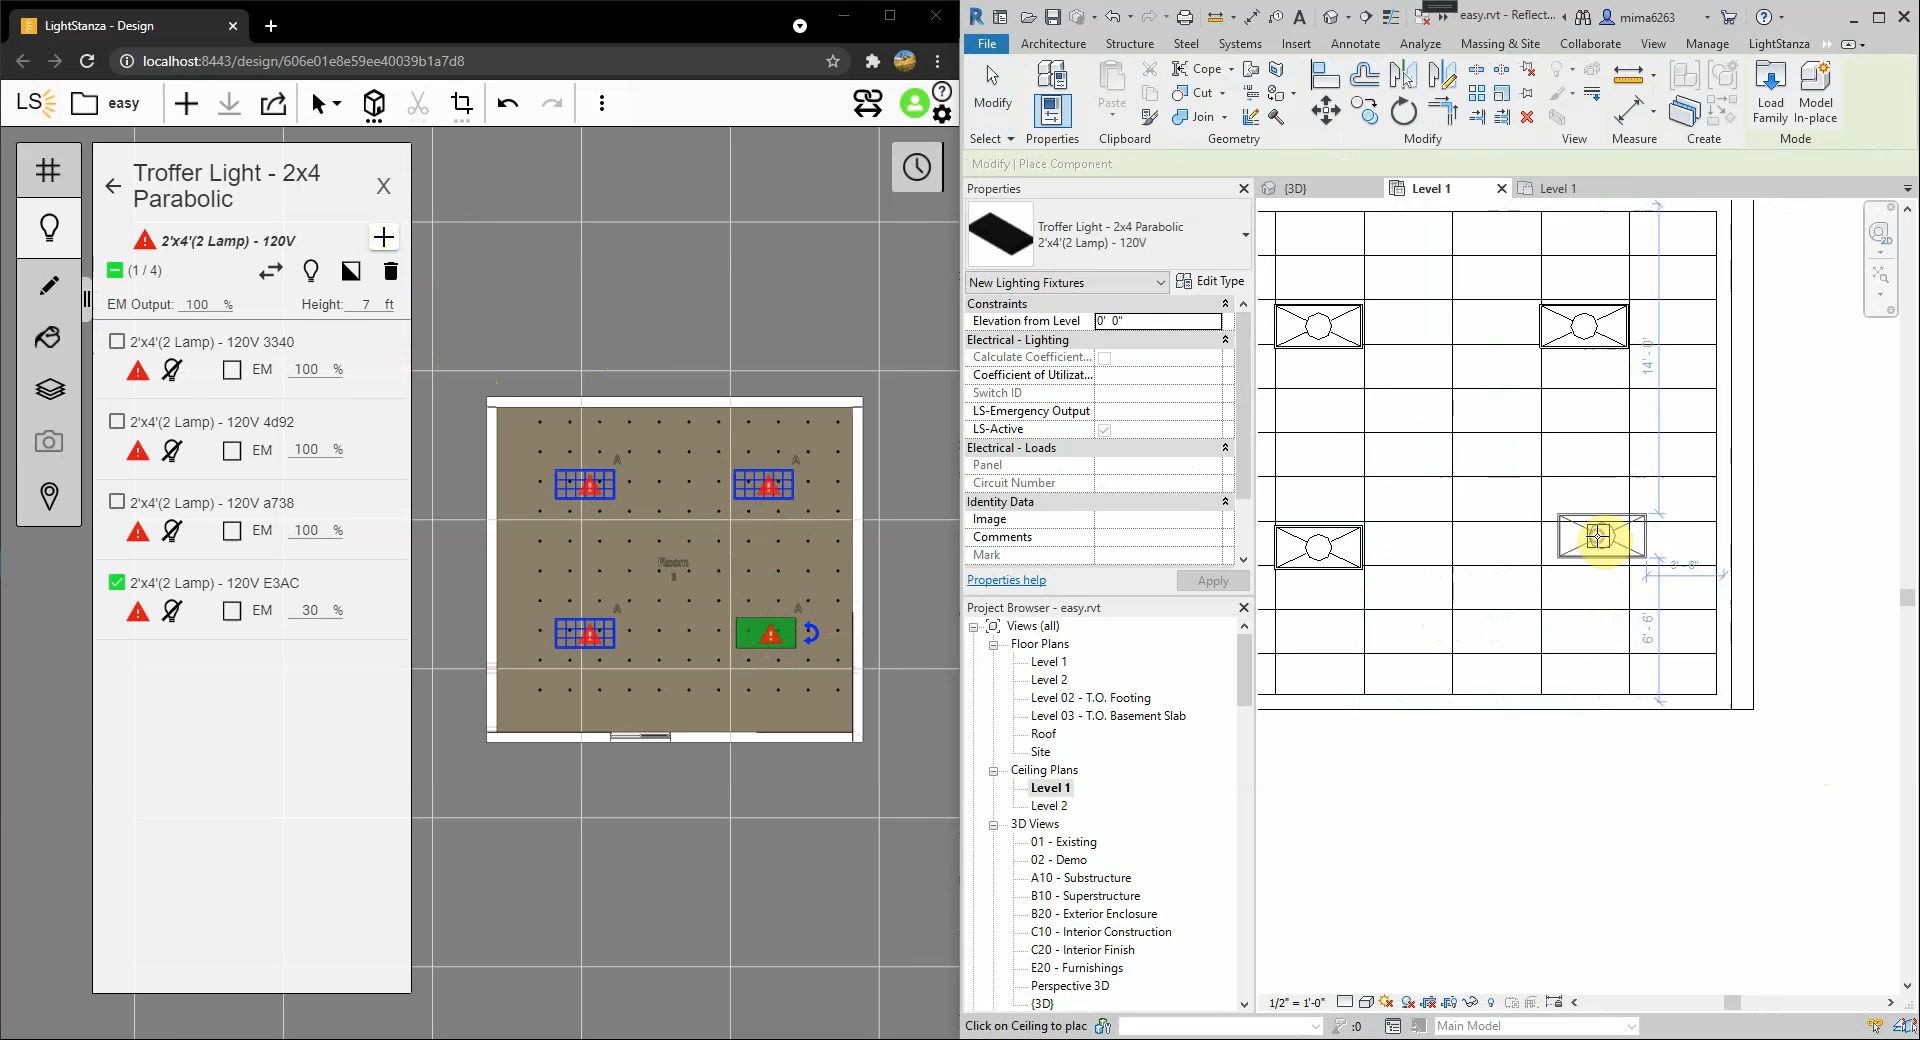 LightStanza - Design
localhost:8443/design/606e01e8e59ee40039b1a7d8
LS
easy
Troffer Light - 2x4
Parabolic
X
2'x4'(2 Lamp) - 120V
(1 / 4)
EM Output: 100 %
Height: 7 ft
2'x4'(2 Lamp) - 120V 3340
EM 100 %
2'x4'(2 Lamp) - 120V 4d92
EM 100 %
2'x4'(2 Lamp) - 120V a738
EM 100 %
2'x4'(2 Lamp) - 120V E3AC
EM 30 %
A
A
Room
A
A
easy.rvt - Reflect...
mima6263
File Architecture Structure Steel Systems Insert Annotate Analyze Massing & Site Collaborate View Manage LightStanza
Modify
Paste
Cope
Cut
Join
Load
Family
Model
In-place
Select Properties Clipboard Geometry Modify View Measure Create Mode
Modify | Place Component
Properties
Troffer Light - 2x4 Parabolic
2'x4'(2 Lamp) - 120V
New Lighting Fixtures
Edit Type
Constraints
Elevation from Level 0' 0"
Electrical - Lighting
Calculate Coefficient...
Coefficient of Utilizat...
Switch ID
LS-Emergency Output
LS-Active
Electrical - Loads
Panel
Circuit Number
Identity Data
Image
Comments
Mark
Properties help
Apply
Project Browser - easy.rvt
Views (all)
Floor Plans
Level 1
Level 2
Level 02 - T.O. Footing
Level 03 - T.O. Basement Slab
Roof
Site
Ceiling Plans
Level 1
Level 2
3D Views
01 - Existing
02 - Demo
A10 - Substructure
B10 - Superstructure
B20 - Exterior Enclosure
C10 - Interior Construction
C20 - Interior Finish
E20 - Furnishings
Perspective 3D
{3D}
{3D}
Level 1
Level 1
2D
14' - 0"
3' - 6"
6' - 6"
1/2" = 1'-0"
Click on Ceiling to plac
:0
Main Model